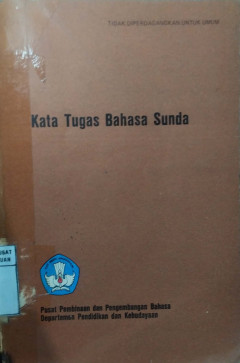 TIDAK DIPERDAGANGKAN UNTUK UMUM
Kata Tugas Bahasa Sunda
Pusat Pembinaan dan Pengembangan Bahasa
Departemen Pendidikan dan Kebudayaan